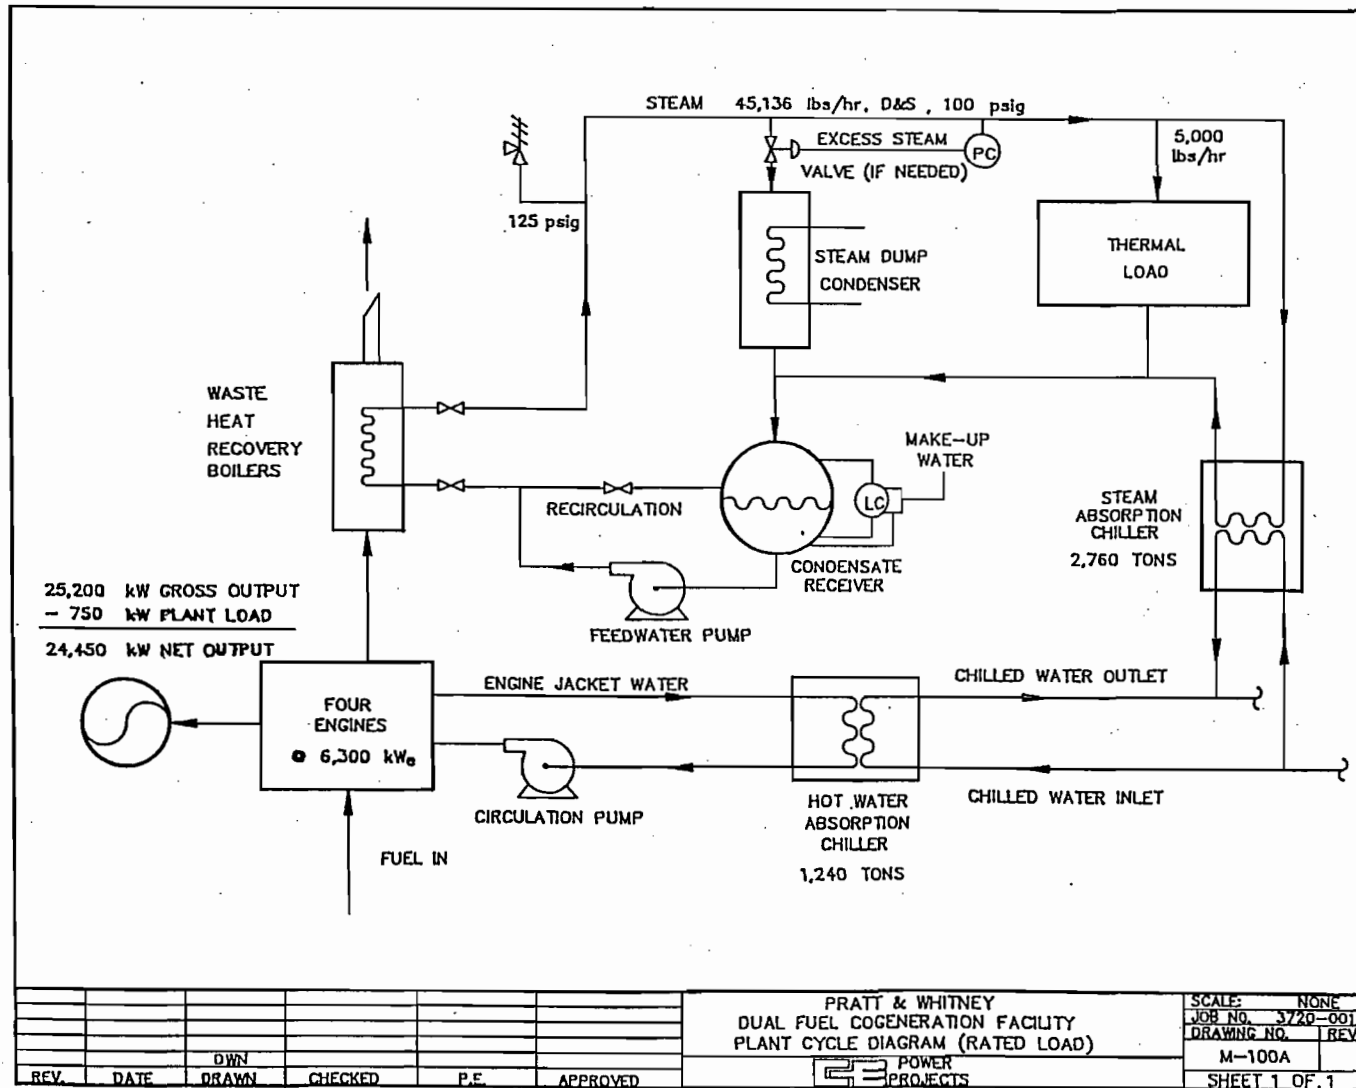 STEAM 45,136 lbs/hr, D&S , 100 psig
EXCESS STEAM
PC
VALVE (IF NEEDED)
5,000
lbs/hr
125 psig
STEAM DUMP
CONDENSER
THERMAL
LOAD
WASTE
HEAT
RECOVERY
BOILERS
MAKE-UP
WATER
LC
RECIRCULATION
CONDENSATE
RECEIVER
STEAM
ABSORPTION
CHILLER
2,760 TONS
25,200 kW GROSS OUTPUT
- 750 kW PLANT LOAD
24,450 kW NET OUTPUT
FEEDWATER PUMP
FOUR
ENGINES
@ 6,300 kWe
ENGINE JACKET WATER
CHILLED WATER OUTLET
CIRCULATION PUMP
HOT WATER
ABSORPTION
CHILLER
1,240 TONS
CHILLED WATER INLET
FUEL IN
PRATT & WHITNEY
DUAL FUEL COGENERATION FACILITY
PLANT CYCLE DIAGRAM (RATED LOAD)
POWER
PROJECTS
SCALE: NONE
JOB NO. 3720-001
DRAWING NO. REV
M-100A
SHEET 1 OF 1
DWN
REV. DATE DRAWN CHECKED P.E. APPROVED